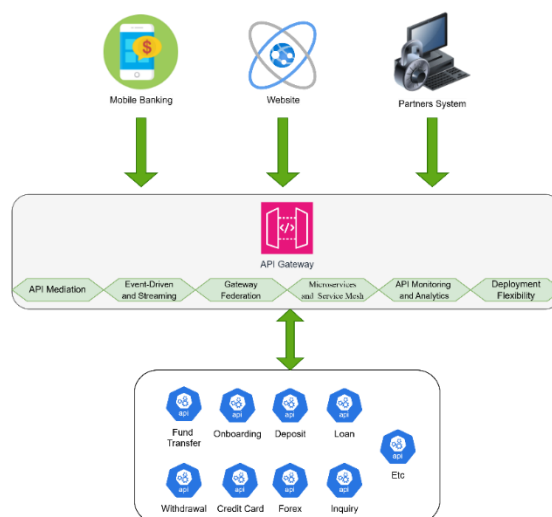 Mobile Banking
Website
Partners System
</>
API Gateway
API Mediation
Event-Driven
and Streaming
Gateway
Federation
Microservices
and Service Mesh
API Monitoring
and Analytics
Deployment
Flexibility
api
api
api
api
Fund
Transfer
Onboarding
Deposit
Loan
api
Etc
api
api
api
api
Withdrawal
Credit Card
Forex
Inquiry